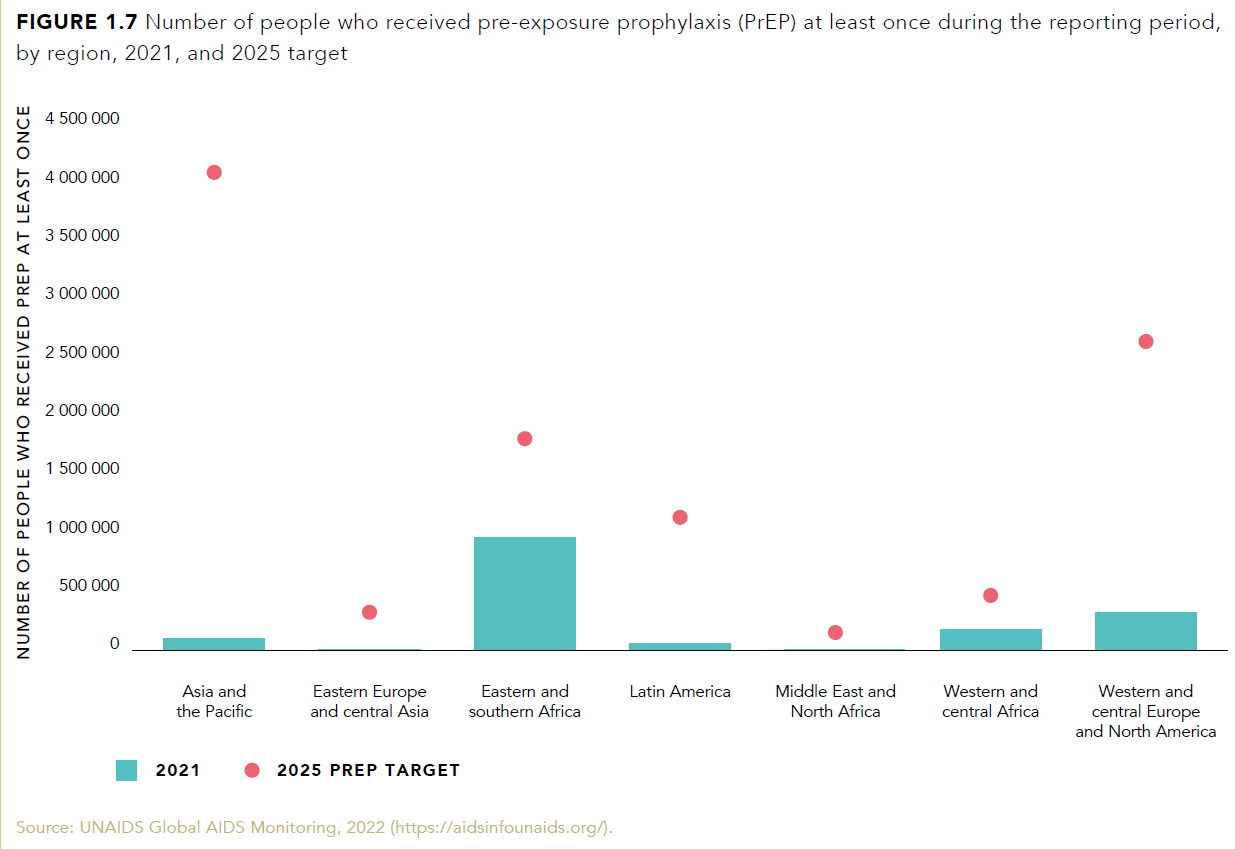 FIGURE 1.7 Number of people who received pre-exposure prophylaxis (PrEP) at least once during the reporting period,
by region, 2021, and 2025 target
NUMBER OF PEOPLE WHO RECEIVED PREP AT LEAST ONCE
4 500 000
4 000 000
3 500 000
3 000 000
2 500 000
2 000 000
1 500 000
1 000 000
500 000
0
Asia and
the Pacific
Eastern Europe
and central Asia
Eastern and
southern Africa
Latin America
Middle East and
North Africa
Western and
central Africa
Western and
central Europe
and North America
2021
2025 PREP TARGET
Source: UNAIDS Global AIDS Monitoring, 2022 (https://aidsinfounaids.org/).